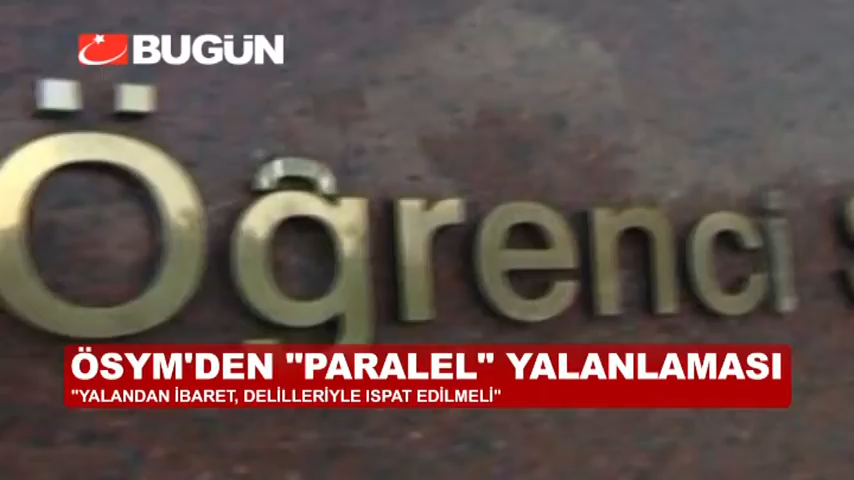 BUGÜN
Öğrenci
ÖSYM'DEN "PARALEL" YALANLAMASI
"YALANDAN İBARET, DELİLLERİYLE ISPAT EDİLMELİ"